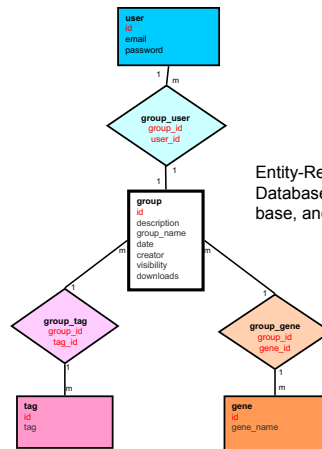 user
id
email
password
1
m
group_user
group_id
user_id
1
1
Entity-Re
Database
base, and
group
id
description
group_name
date
creator
visibility
downloads
m
m
1
1
group_tag
group_id
tag_id
group_gene
group_id
gene_id
1
1
m
m
tag
id
tag
gene
id
gene_name